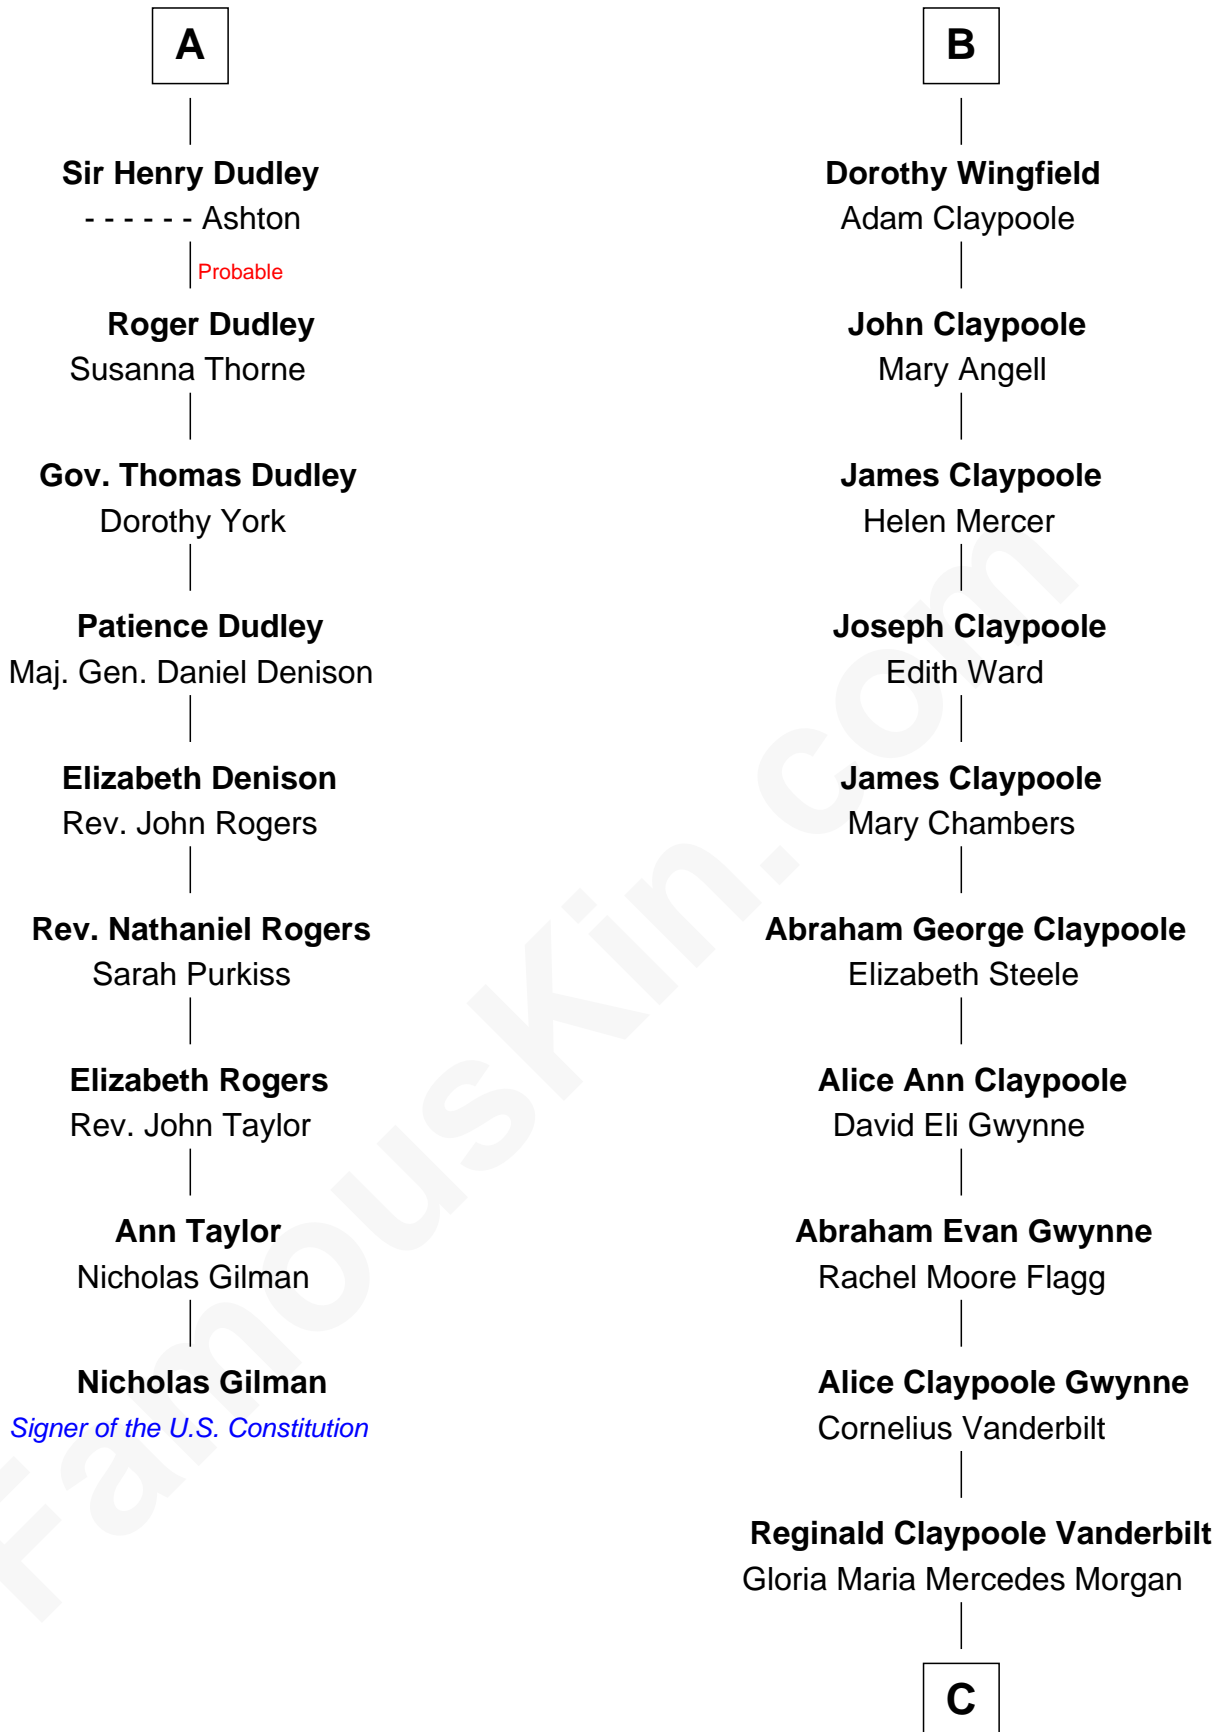 A
Sir Henry Dudley
- - - - - - Ashton
Probable
Roger Dudley
Susanna Thorne
Gov. Thomas Dudley
Dorothy York
Patience Dudley
Maj. Gen. Daniel Denison
Elizabeth Denison
Rev. John Rogers
Rev. Nathaniel Rogers
Sarah Purkiss
Elizabeth Rogers
Rev. John Taylor
Ann Taylor
Nicholas Gilman
Nicholas Gilman
Signer of the U.S. Constitution
B
Dorothy Wingfield
Adam Claypoole
John Claypoole
Mary Angell
James Claypoole
Helen Mercer
Joseph Claypoole
Edith Ward
James Claypoole
Mary Chambers
Abraham George Claypoole
Elizabeth Steele
Alice Ann Claypoole
David Eli Gwynne
Abraham Evan Gwynne
Rachel Moore Flagg
Alice Claypoole Gwynne
Cornelius Vanderbilt
Reginald Claypoole Vanderbilt
Gloria Maria Mercedes Morgan
C
FamousKin.com